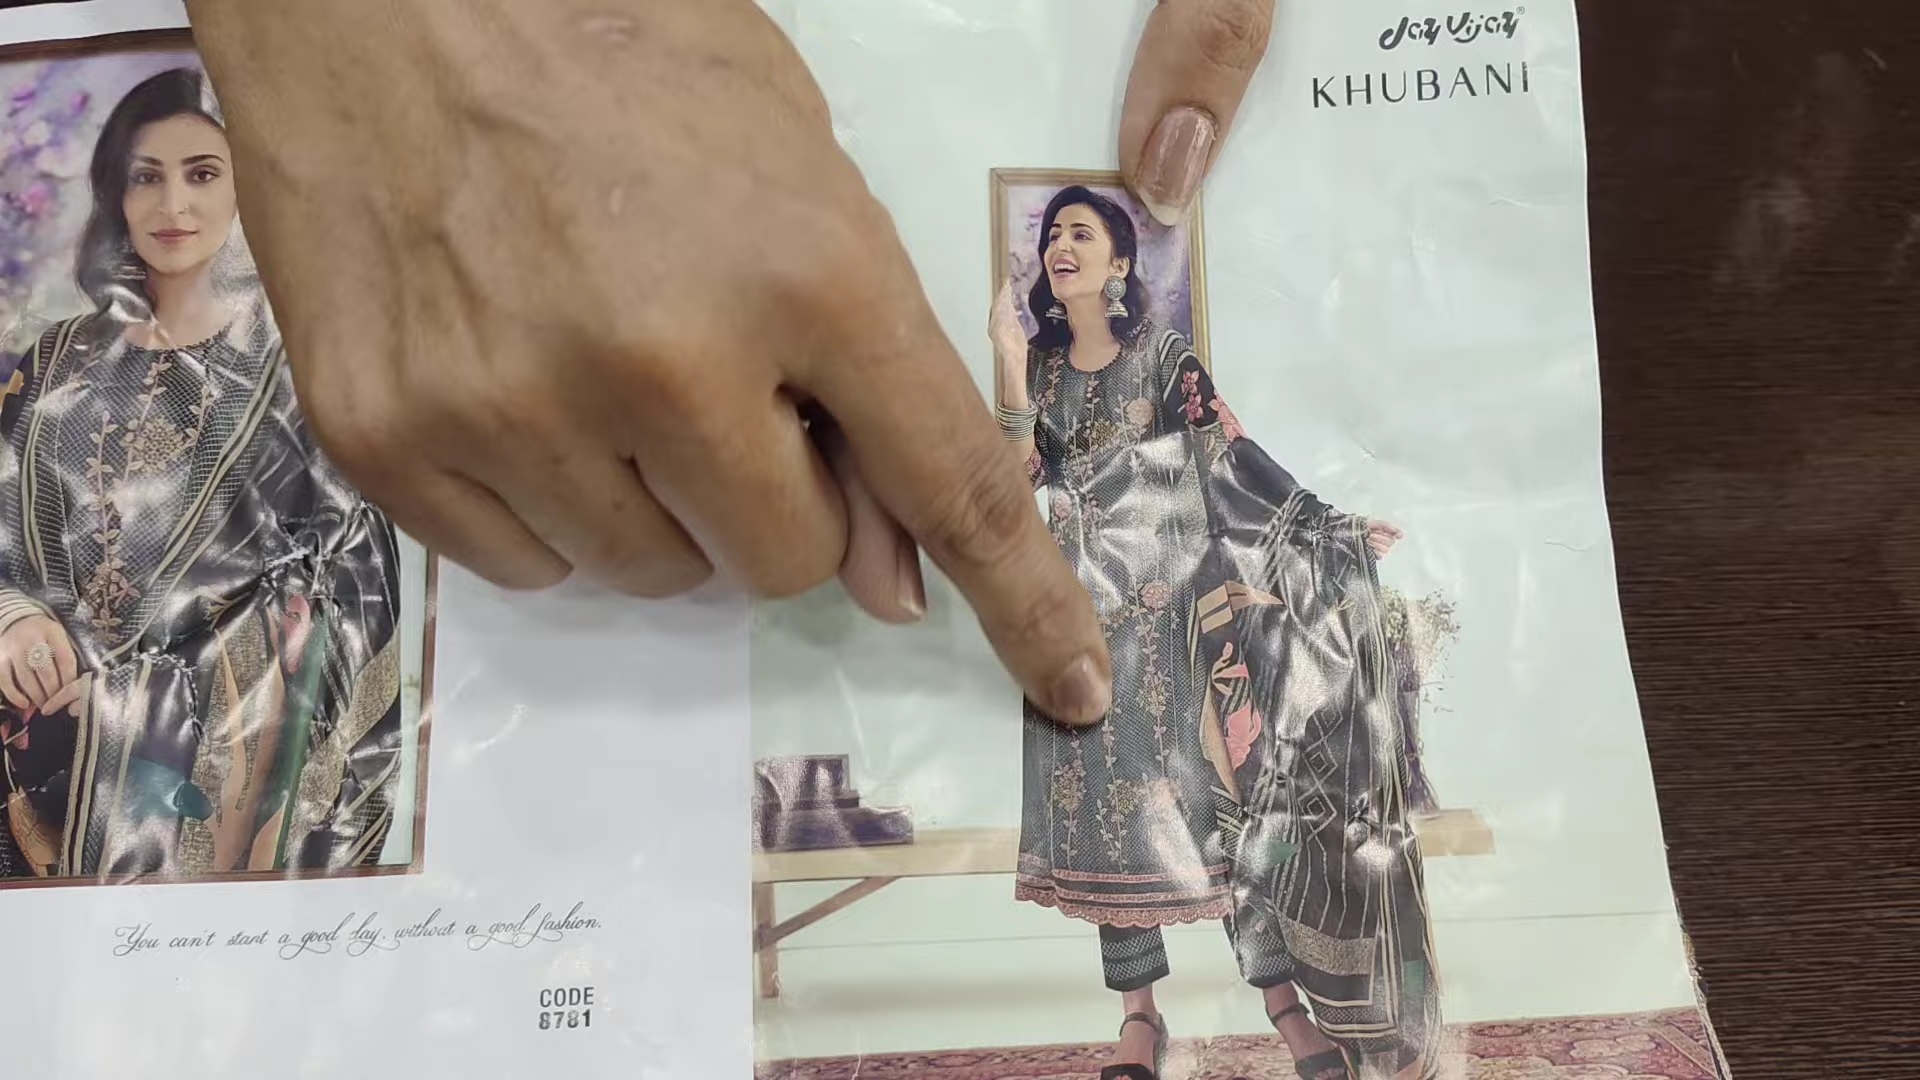 Jay Vijay®
KHUBANI
You can't start a good day. without a good fashion.
CODE
8781